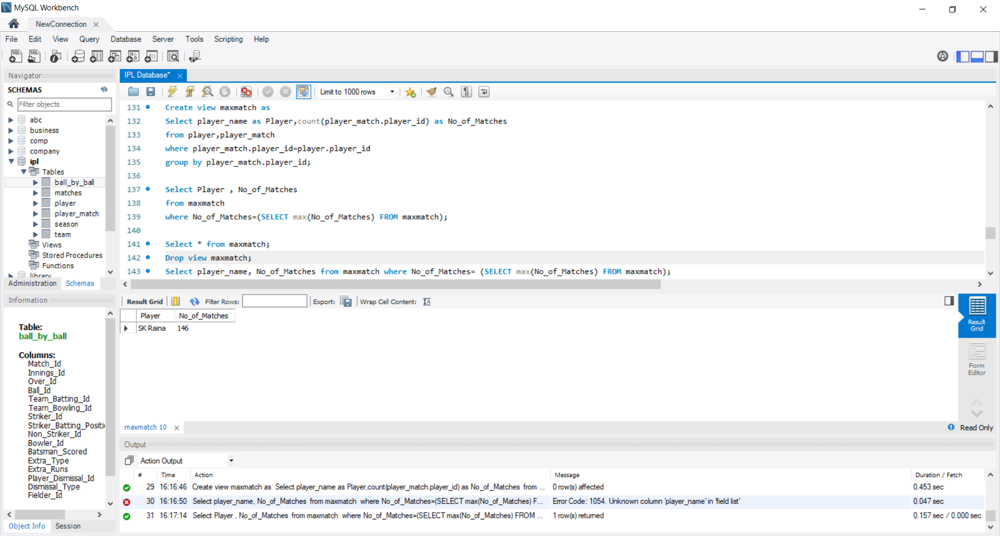 MySQL Workbench
NewConnection
File Edit View Query Database Server Tools Scripting Help
Navigator
SCHEMAS
Filter objects
abc
business
comp
company
ipl
Tables
ball_by_ball
matches
player
player_match
season
team
Views
Stored Procedures
Functions
library
Administration Schemas
Information
Table:
ball_by_ball
Columns:
Match_Id
Innings_Id
Over_Id
Ball_Id
Team_Batting_Id
Team_Bowling_Id
Striker_Id
Striker_Batting_Positi
Non_Striker_Id
Bowler_Id
Batsman_Scored
Extra_Type
Extra_Runs
Player_Dismissal_Id
Dismissal_Type
Fielder_Id
Object Info Session
IPL Database*
Limit to 1000 rows
131 Create view maxmatch as
132 Select player_name as Player,count(player_match.player_id) as No_of_Matches
133 from player,player_match
134 where player_match.player_id=player.player_id
135 group by player_match.player_id;
136
137 Select Player , No_of_Matches
138 from maxmatch
139 where No_of_Matches=(SELECT max(No_of_Matches) FROM maxmatch);
140
141 Select * from maxmatch;
142 Drop view maxmatch;
143 Select player_name, No_of_Matches from maxmatch where No_of_Matches= (SELECT max(No_of_Matches) FROM maxmatch);
Result Grid Filter Rows: Export: Wrap Cell Content:
Player No_of_Matches
SK Raina 146
Result
Grid
Form
Editor
maxmatch 10
Read Only
Output
Action Output
# Time Action Message Duration / Fetch
29 16:16:46 Create view maxmatch as Select player_name as Player,count(player_match.player_id) as No_of_Matches from ... 0 row(s) affected 0.453 sec
30 16:16:50 Select player_name, No_of_Matches from maxmatch where No_of_Matches=(SELECT max(No_of_Matches) F... Error Code: 1054. Unknown column 'player_name' in 'field list' 0.047 sec
31 16:17:14 Select Player , No_of_Matches from maxmatch where No_of_Matches=(SELECT max(No_of_Matches) FROM ... 1 row(s) returned 0.157 sec / 0.000 sec